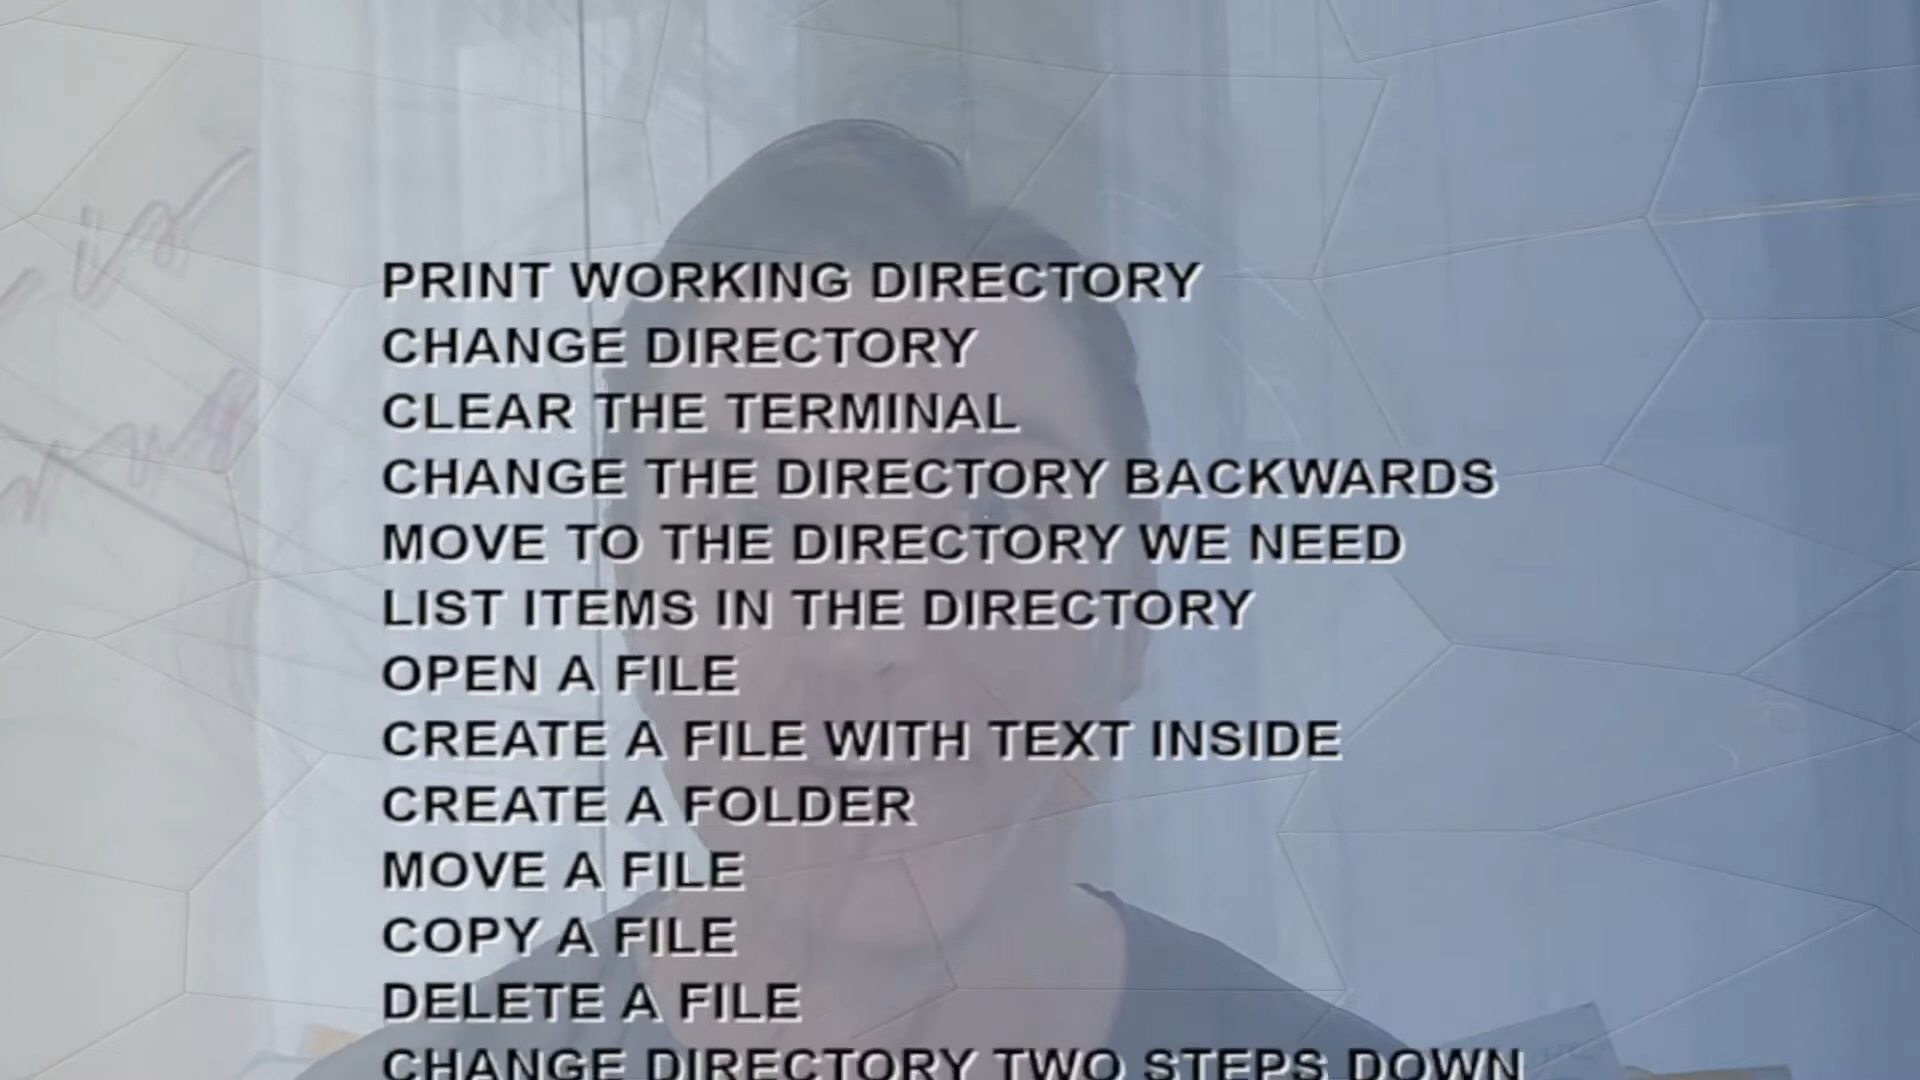 PRINT WORKING DIRECTORY
CHANGE DIRECTORY
CLEAR THE TERMINAL
CHANGE THE DIRECTORY BACKWARDS
MOVE TO THE DIRECTORY WE NEED
LIST ITEMS IN THE DIRECTORY
OPEN A FILE
CREATE A FILE WITH TEXT INSIDE
CREATE A FOLDER
MOVE A FILE
COPY A FILE
DELETE A FILE
CHANGE DIRECTORY TWO STEPS DOWN